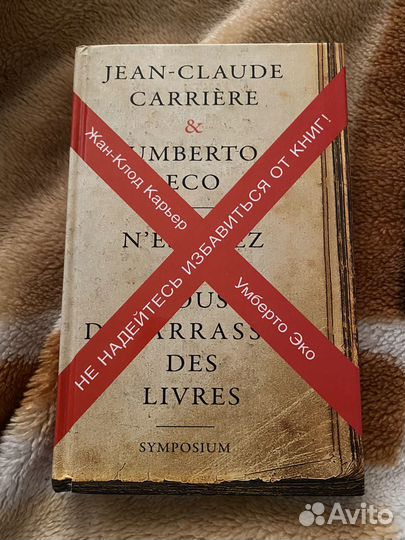 JEAN-CLAUDE
CARRIÈRE
&
UMBERTO
ECO
DES
LIVRES
SYMPOSIUM
Жан-Клод Карьер
Умберто Эко
НЕ НАДЕЙТЕСЬ ИЗБАВИТЬСЯ ОТ КНИГ!
Avito